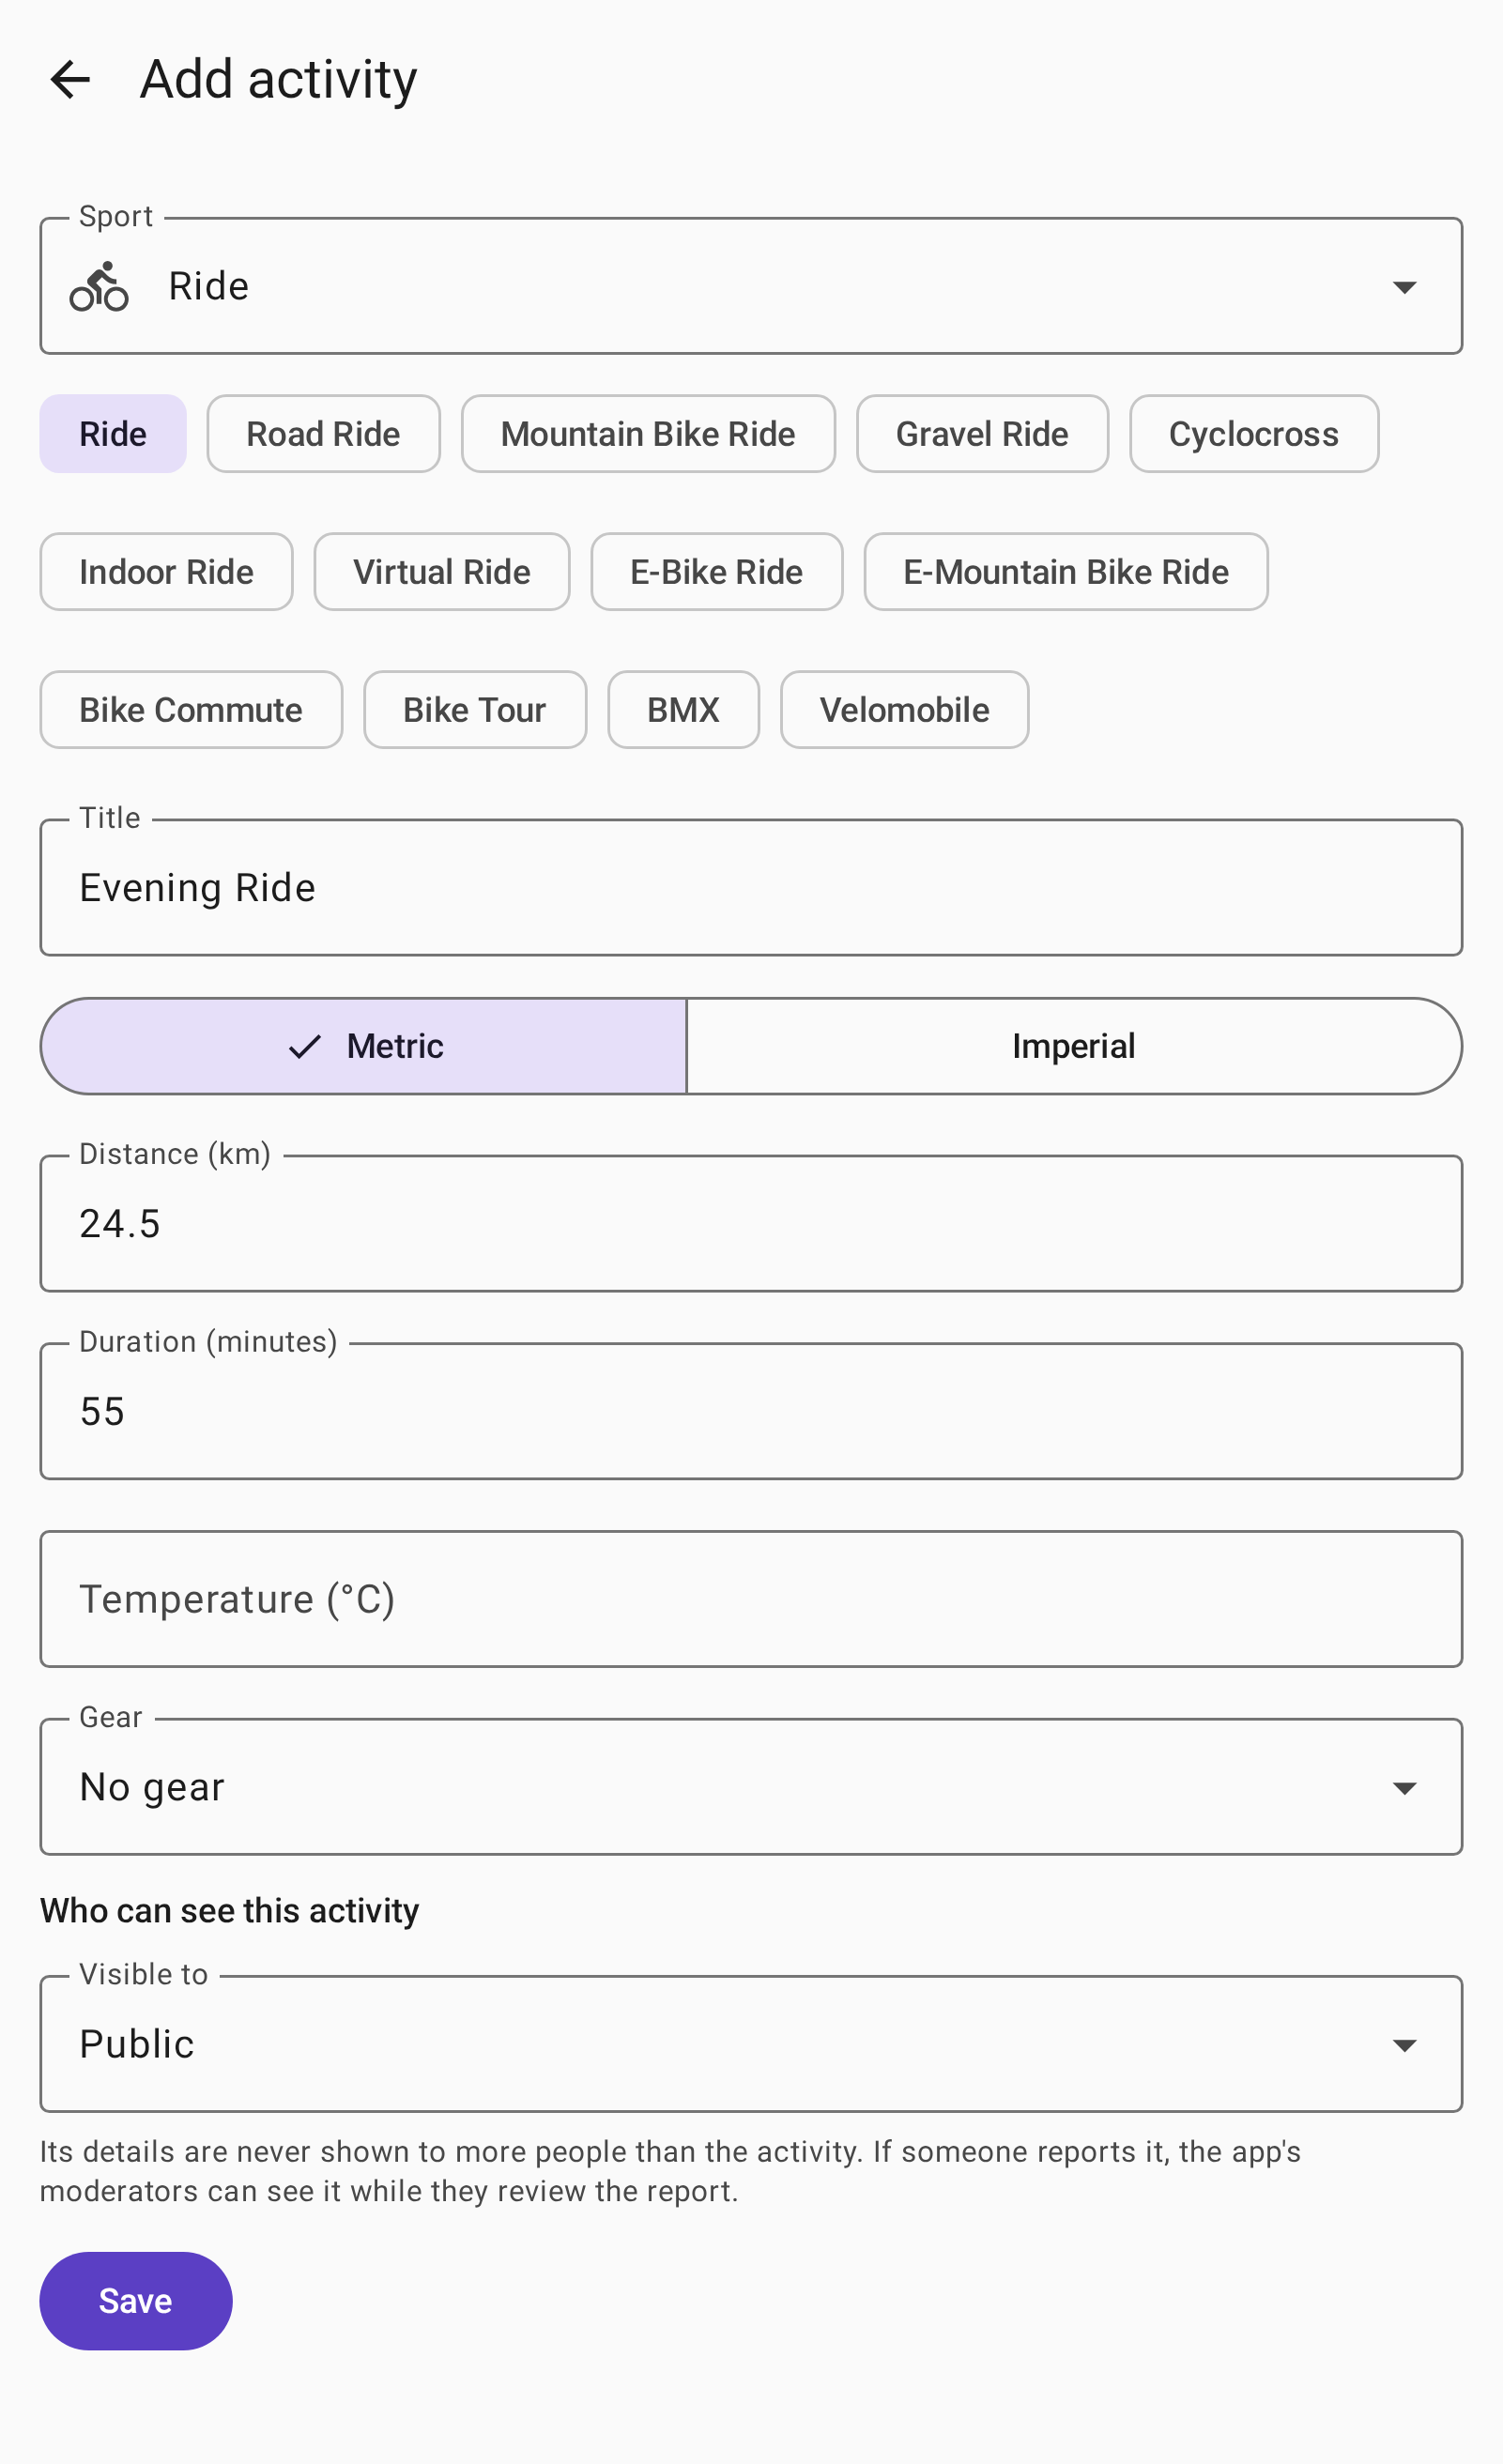 Add activity
Sport
Ride
Ride Road Ride Mountain Bike Ride Gravel Ride Cyclocross
Indoor Ride Virtual Ride E-Bike Ride E-Mountain Bike Ride
Bike Commute Bike Tour BMX Velomobile
Title
Evening Ride
Metric Imperial
Distance (km)
24.5
Duration (minutes)
55
Temperature (°C)
Gear
No gear
Who can see this activity
Visible to
Public
Its details are never shown to more people than the activity. If someone reports it, the app's
moderators can see it while they review the report.
Save